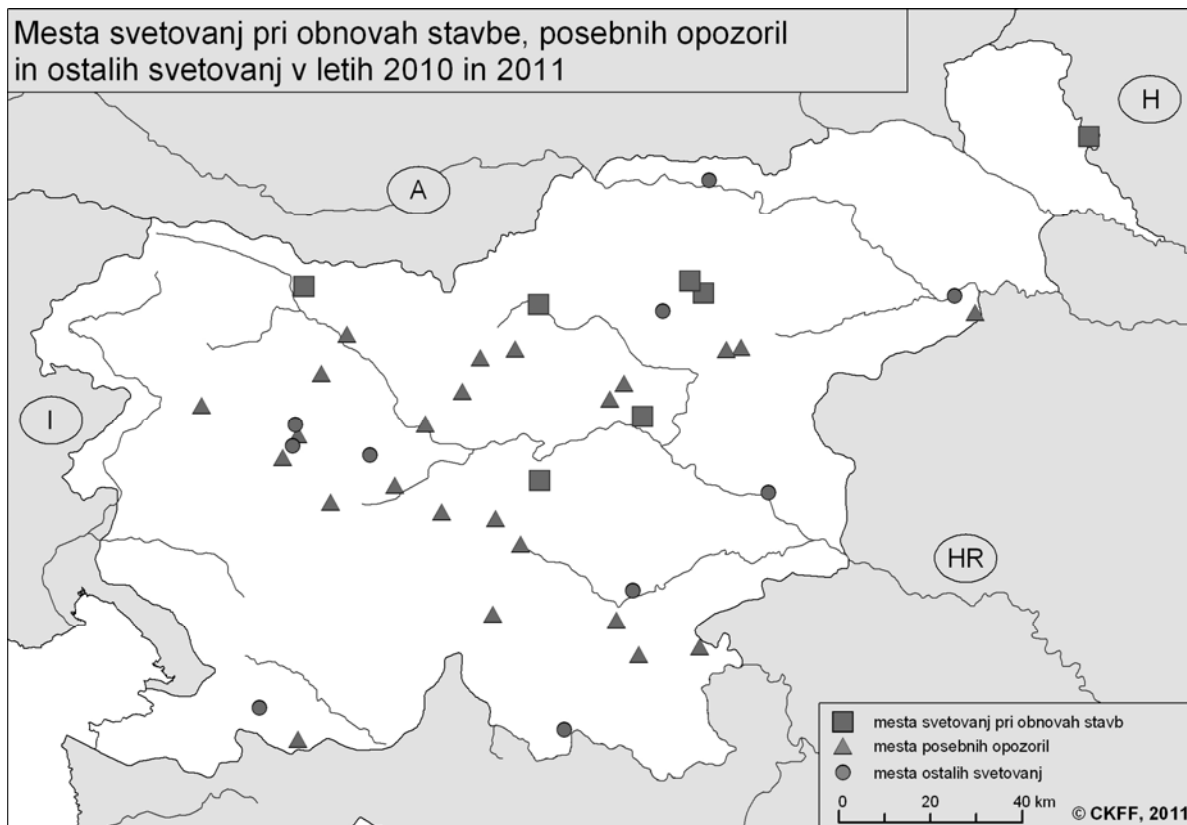 Mesta svetovanj pri obnovah stavbe, posebnih opozoril
in ostalih svetovanj v letih 2010 in 2011
H
A
I
HR
mesta svetovanj pri obnovah stavb
mesta posebnih opozoril
mesta ostalih svetovanj
0 20 40 km
© CKFF, 2011